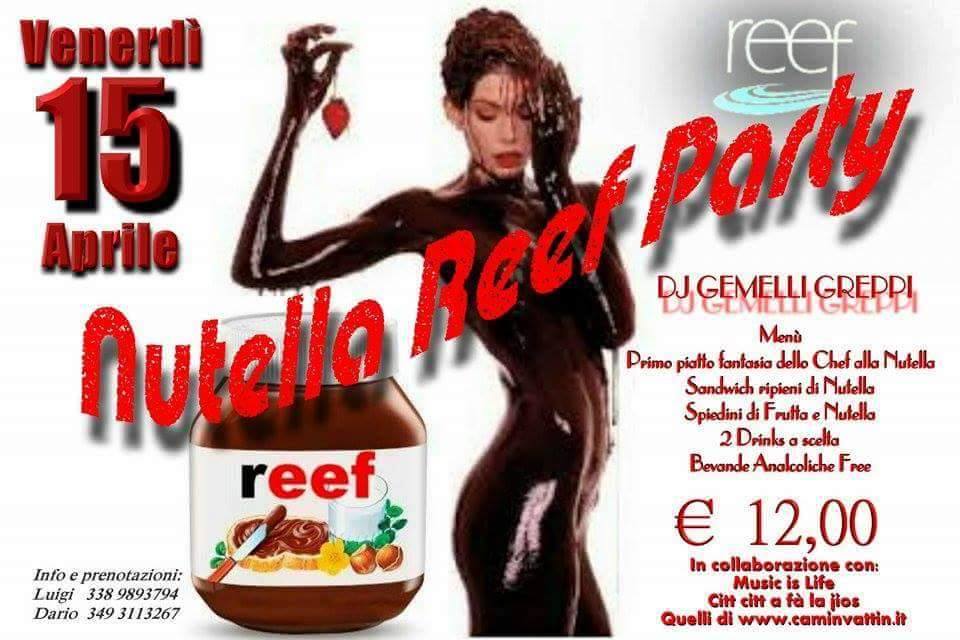 Venerdì
15
Aprile
reef
Nutella Reef Party
DJ GEMELLI GREPPI
Menù
Primo piatto fantasia dello Chef alla Nutella
Sandwich ripieni di Nutella
Spiedini di Frutta e Nutella
2 Drinks a scelta
Bevande Analcoliche Free
€ 12,00
In collaborazione con:
Music is Life
Citt citt a fà la jios
Quelli di www.caminvattin.it
reef
Info e prenotazioni:
Luigi 338 9893794
Dario 349 3113267